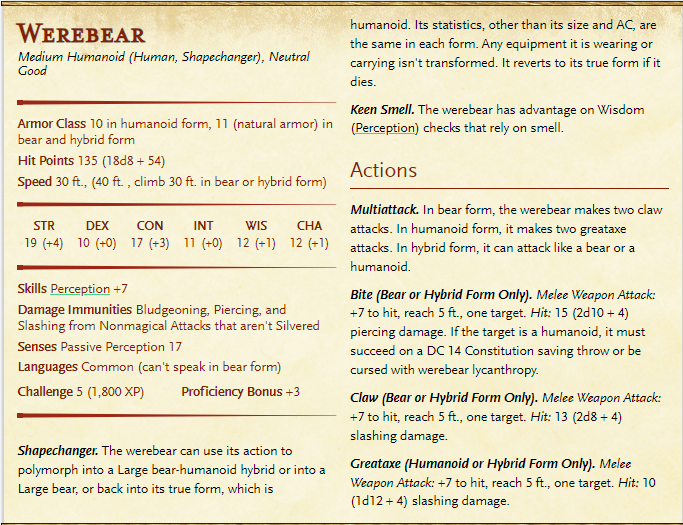 Werebear
Medium Humanoid (Human, Shapechanger), Neutral
Good
Armor Class 10 in humanoid form, 11 (natural armor) in
bear and hybrid form
Hit Points 135 (18d8 + 54)
Speed 30 ft., (40 ft. , climb 30 ft. in bear or hybrid form)
STR DEX CON INT WIS CHA
19 (+4) 10 (+0) 17 (+3) 11 (+0) 12 (+1) 12 (+1)
Skills Perception +7
Damage Immunities Bludgeoning, Piercing, and
Slashing from Nonmagical Attacks that aren't Silvered
Senses Passive Perception 17
Languages Common (can't speak in bear form)
Challenge 5 (1,800 XP) Proficiency Bonus +3
Shapechanger. The werebear can use its action to
polymorph into a Large bear-humanoid hybrid or into a
Large bear, or back into its true form, which is
humanoid. Its statistics, other than its size and AC, are
the same in each form. Any equipment it is wearing or
carrying isn't transformed. It reverts to its true form if it
dies.
Keen Smell. The werebear has advantage on Wisdom
(Perception) checks that rely on smell.
Actions
Multiattack. In bear form, the werebear makes two claw
attacks. In humanoid form, it makes two greataxe
attacks. In hybrid form, it can attack like a bear or a
humanoid.
Bite (Bear or Hybrid Form Only). Melee Weapon Attack:
+7 to hit, reach 5 ft., one target. Hit: 15 (2d10 + 4)
piercing damage. If the target is a humanoid, it must
succeed on a DC 14 Constitution saving throw or be
cursed with werebear lycanthropy.
Claw (Bear or Hybrid Form Only). Melee Weapon Attack:
+7 to hit, reach 5 ft., one target. Hit: 13 (2d8 + 4)
slashing damage.
Greataxe (Humanoid or Hybrid Form Only). Melee
Weapon Attack: +7 to hit, reach 5 ft., one target. Hit: 10
(1d12 + 4) slashing damage.